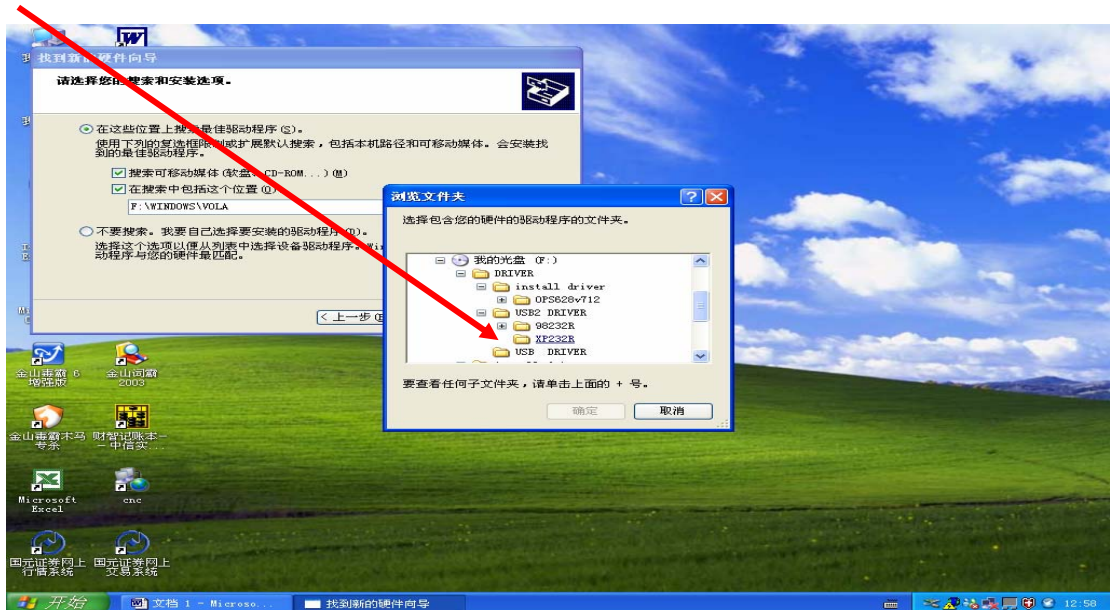 找到新的硬件向导
请选择您的搜索和安装选项。
在这些位置上搜索最佳驱动程序(S)。
使用下列的复选框限制或扩展默认搜索，包括本机路径和可移动媒体。会安装找
到的最佳驱动程序。
搜索可移动媒体(软盘、CD-ROM...)(M)
在搜索中包括这个位置(O)
F:\WINDOWS\VOLA
不要搜索。我要自己选择要安装的驱动程序(D)。
选择这个选项以便从列表中选择设备驱动程序。Wi
动程序与您的硬件最匹配。
< 上一步(B
浏览文件夹
选择包含您的硬件的驱动程序的文件夹。
我的光盘 (F:)
DRIVER
install driver
OPS628v712
USB2 DRIVER
98232R
XP232R
USB DRIVER
要查看任何子文件夹，请单击上面的 + 号。
确定
取消
金山毒霸 6
增强版
金山词霸
2003
金山毒霸木马
专杀
财智记账本-
- 中信实...
Microsoft
Excel
cnc
国元证券网上
行情系统
国元证券网上
交易系统
开始
文档 1 - Microso...
找到新的硬件向导
12:58